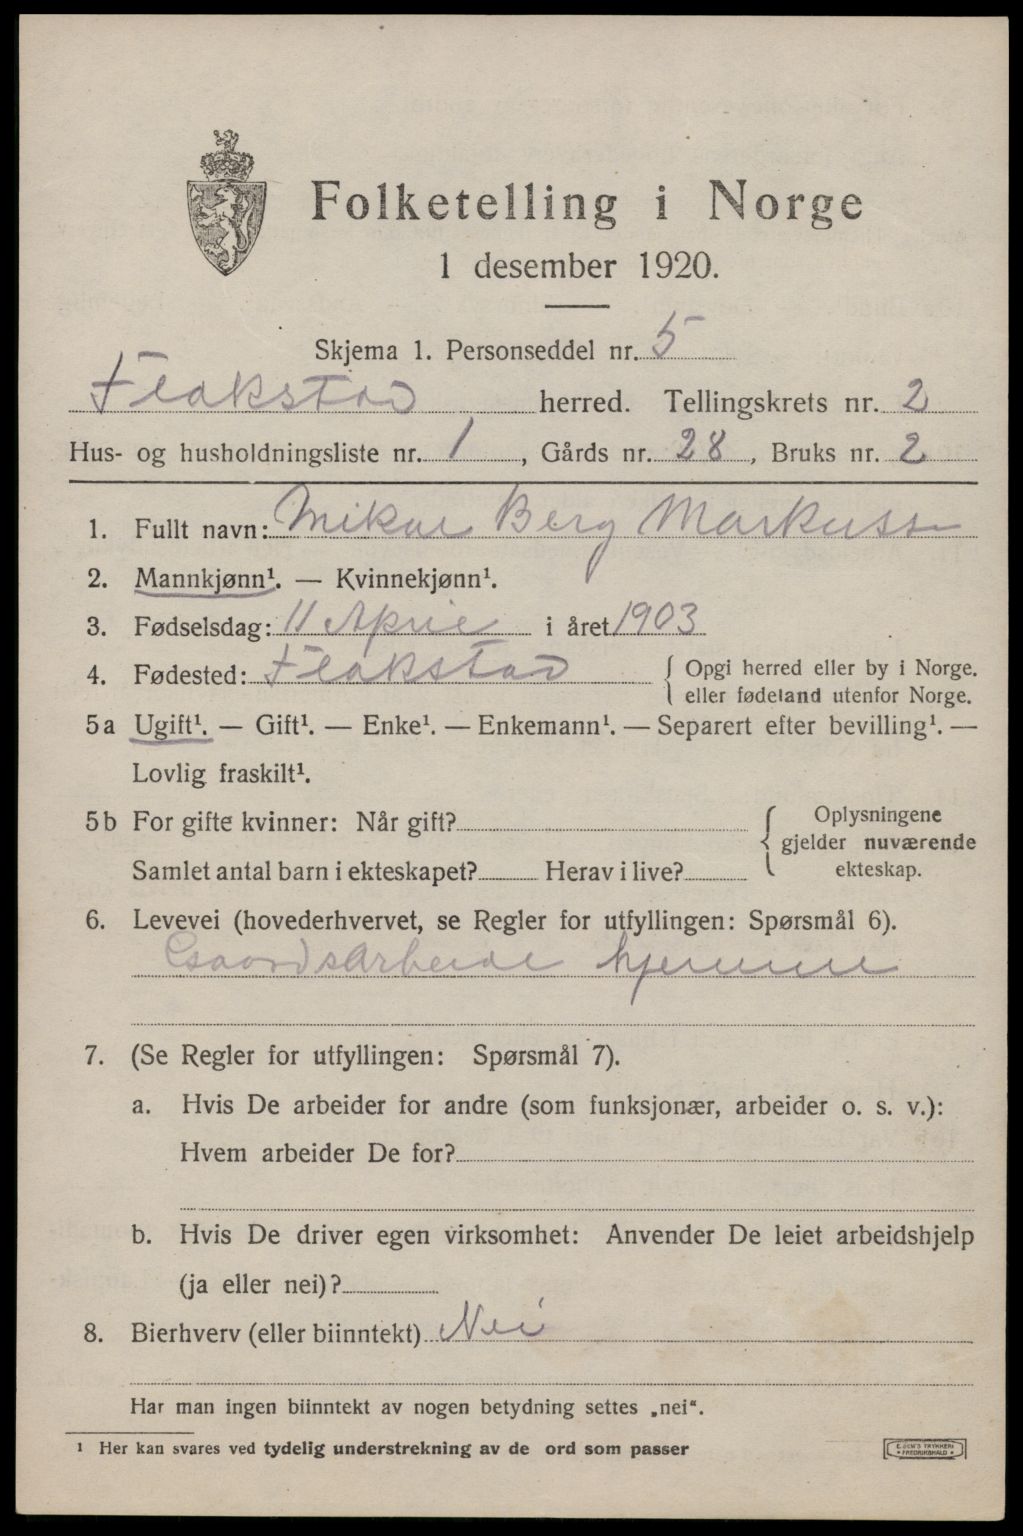 Folketelling i Norge
1 desember 1920.
Skjema 1. Personseddel nr. 5
Flakstad herred. Tellingskrets nr. 2
Hus- og husholdningsliste nr. 1, Gårds nr. 28, Bruks nr. 2
1. Fullt navn: Mikal Berg Markuss
2. Mannkjønn¹. — Kvinnekjønn¹.
3. Fødselsdag: 11 April i året 1903
4. Fødested: Flakstad { Opgi herred eller by i Norge.
eller fødeland utenfor Norge.
5a Ugift¹. — Gift¹. — Enke¹. — Enkemann¹. — Separert efter bevilling¹. —
Lovlig fraskilt¹.
5b For gifte kvinner: Når gift?
Samlet antal barn i ekteskapet? Herav i live?
{ Oplysningene
gjelder nuværende
ekteskap.
6. Levevei (hovederhvervet, se Regler for utfyllingen: Spørsmål 6).
Gaardsarbeide hjemme
7. (Se Regler for utfyllingen: Spørsmål 7).
a. Hvis De arbeider for andre (som funksjonær, arbeider o. s. v.):
Hvem arbeider De for?
b. Hvis De driver egen virksomhet: Anvender De leiet arbeidshjelp
(ja eller nei)?
8. Bierhverv (eller biinntekt) Nei
Har man ingen biinntekt av nogen betydning settes „nei“.
¹ Her kan svares ved tydelig understrekning av de ord som passer
TRYKKERI
FREDRIKSHALD